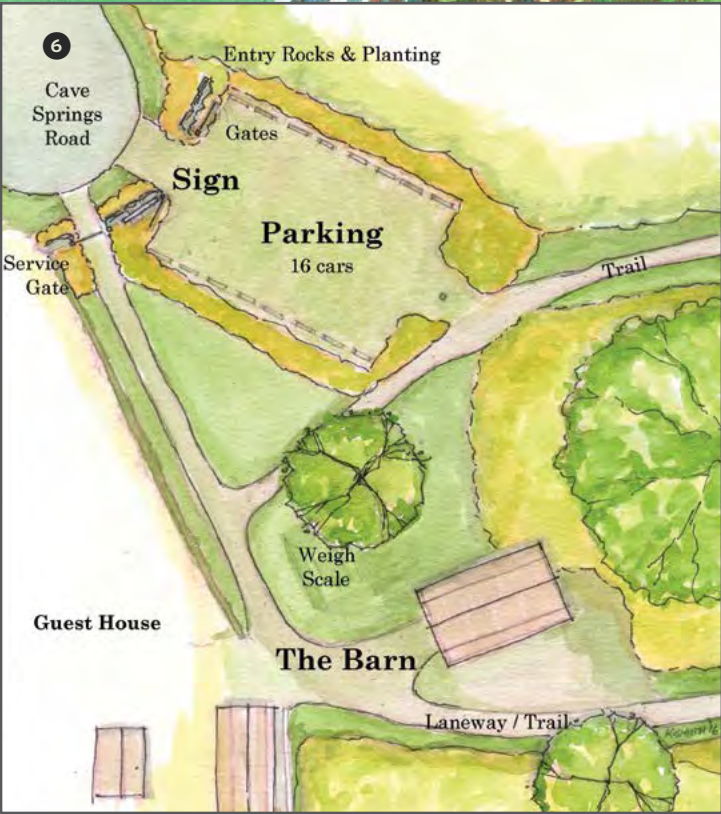 6
Cave
Springs
Road
Entry Rocks & Planting
Gates
Sign
Parking
16 cars
Service
Gate
Trail
Weigh
Scale
Guest House
The Barn
Laneway / Trail